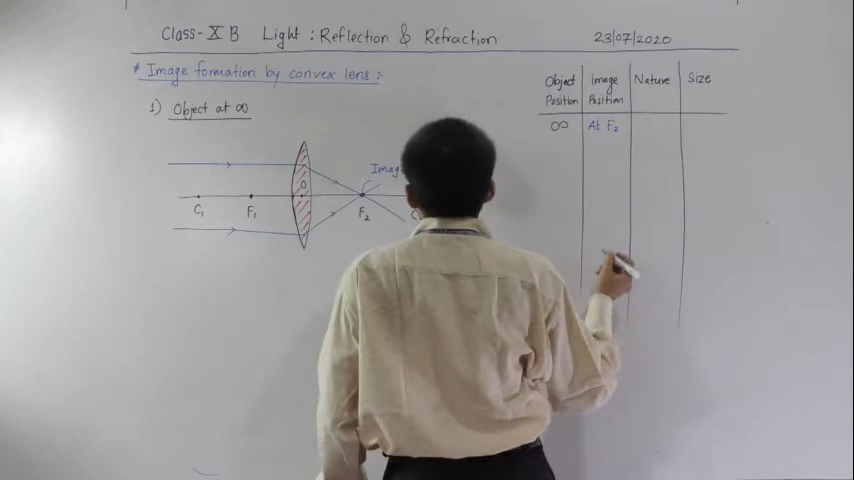 Class-X B Light : Reflection & Refraction 23/07/2020
* Image formation by convex lens :-
1) Object at ∞
Object Position
image Position
Nature
Size
∞
At F₂
Image
O
C₁
F₁
F₂